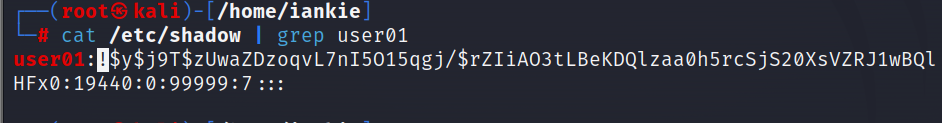 ┌──(root㉿kali)-[/home/iankie]
└─# cat /etc/shadow | grep user01
user01:!$y$j9T$zUwaZDzoqvL7nI5O15qgj/$rZIiAO3tLBeKDQlzaa0h5rcSjS20XsVZRJ1wBQl
HFx0:19440:0:99999:7:::